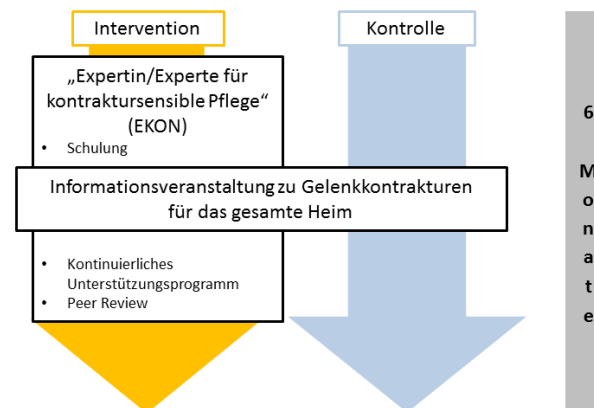 Intervention
Kontrolle
„Expertin/Experte für
kontraktursensible Pflege“
(EKON)
• Schulung
Informationsveranstaltung zu Gelenkkontrakturen
für das gesamte Heim
• Kontinuierliches
Unterstützungsprogramm
• Peer Review
6
M
o
n
a
t
e